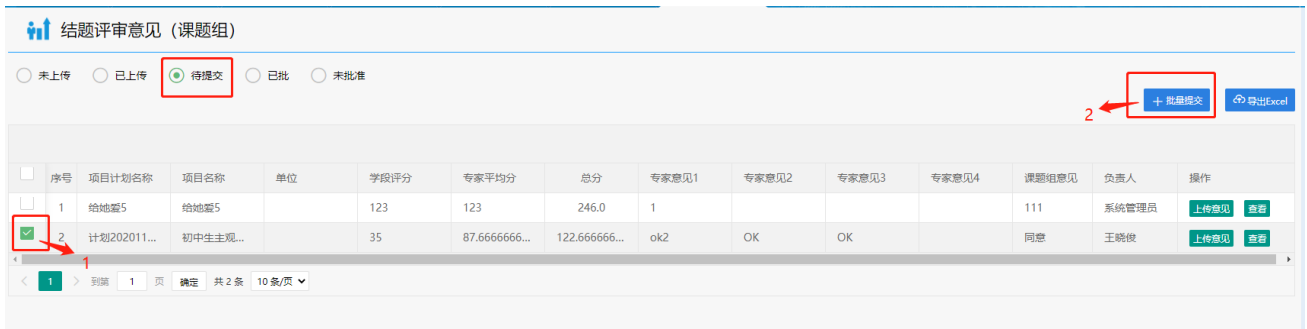 结题评审意见（课题组）
未上传 已上传 待提交 已批 未批准
2 + 批量提交 导出Excel
序号 项目计划名称 项目名称 单位 学段评分 专家平均分 总分 专家意见1 专家意见2 专家意见3 专家意见4 课题组意见 负责人 操作
1 给她爱5 给她爱5 123 123 246.0 1 111 系统管理员 上传意见 查看
2 计划202011... 初中生主观... 35 87.6666666... 122.666666... ok2 OK OK 同意 王晓俊 上传意见 查看
1
1 到第 1 页 确定 共 2 条 10 条/页